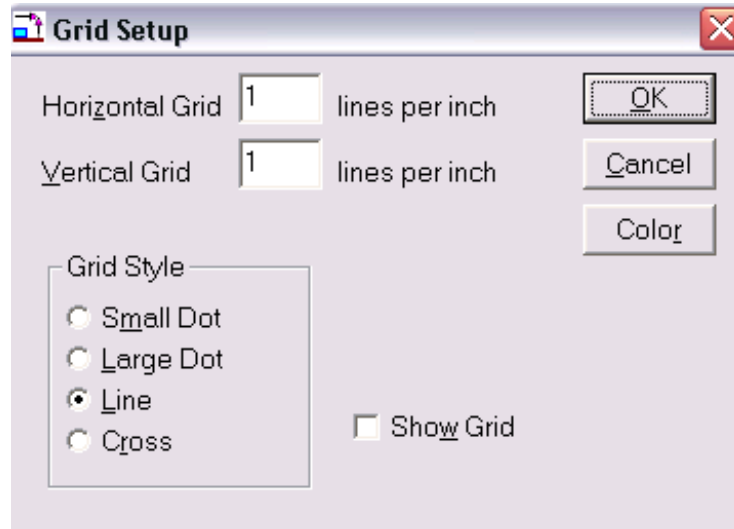 Grid Setup
Horizontal Grid 1 lines per inch
OK
Vertical Grid 1 lines per inch
Cancel
Color
Grid Style
Small Dot
Large Dot
Line
Cross
Show Grid